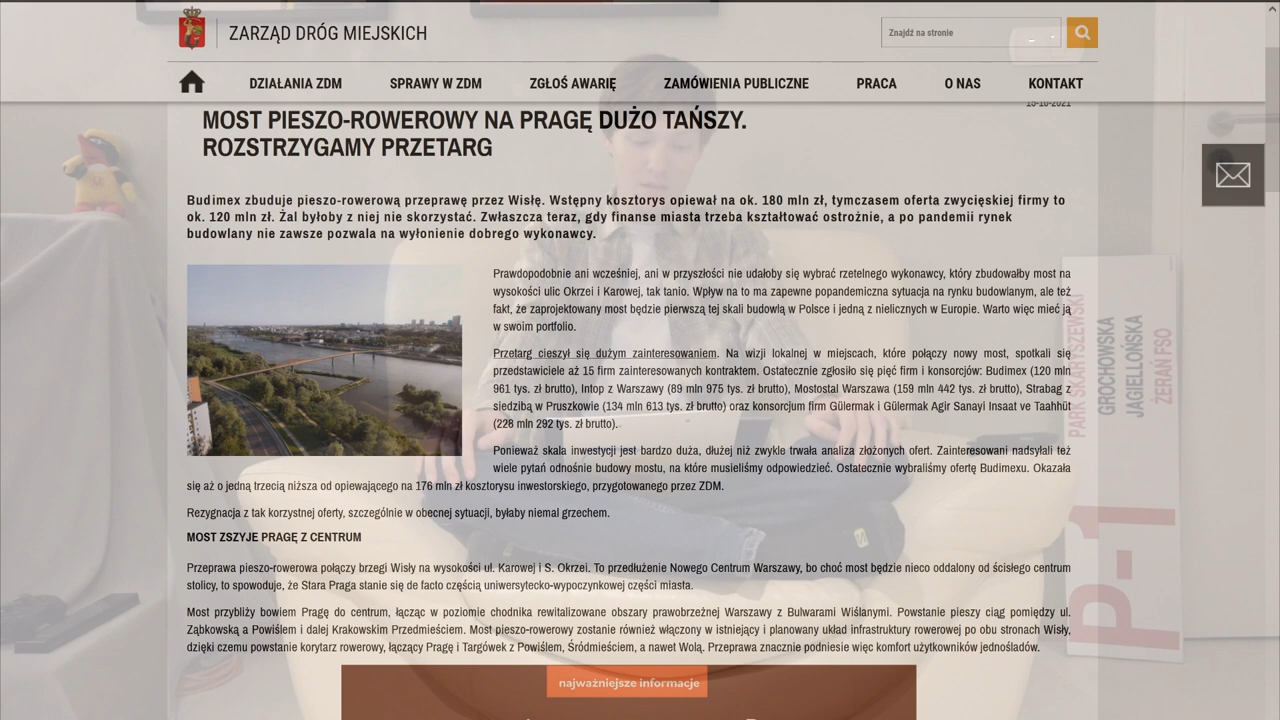 ZARZĄD DRÓG MIEJSKICH
Znajdź na stronie
DZIAŁANIA ZDM
SPRAWY W ZDM
ZGŁOŚ AWARIĘ
ZAMÓWIENIA PUBLICZNE
PRACA
O NAS
KONTAKT
15-10-2021
MOST PIESZO-ROWEROWY NA PRAGĘ DUŻO TAŃSZY.
ROZSTRZYGAMY PRZETARG
Budimex zbuduje pieszo-rowerową przeprawę przez Wisłę. Wstępny kosztorys opiewał na ok. 180 mln zł, tymczasem oferta zwycięskiej firmy to
ok. 120 mln zł. Żal byłoby z niej nie skorzystać. Zwłaszcza teraz, gdy finanse miasta trzeba kształtować ostrożnie, a po pandemii rynek
budowlany nie zawsze pozwala na wyłonienie dobrego wykonawcy.
Prawdopodobnie ani wcześniej, ani w przyszłości nie udałoby się wybrać rzetelnego wykonawcy, który zbudowałby most na
wysokości ulic Okrzei i Karowej, tak tanio. Wpływ na to ma zapewne popandemiczna sytuacja na rynku budowlanym, ale też
fakt, że zaprojektowany most będzie pierwszą tej skali budowlą w Polsce i jedną z nielicznych w Europie. Warto więc mieć ją
w swoim portfolio.
Przetarg cieszył się dużym zainteresowaniem. Na wizji lokalnej w miejscach, które połączy nowy most, spotkali się
przedstawiciele aż 15 firm zainteresowanych kontraktem. Ostatecznie zgłosiło się pięć firm i konsorcjów: Budimex (120 mln
961 tys. zł brutto), Intop z Warszawy (89 mln 975 tys. zł brutto), Mostostal Warszawa (159 mln 442 tys. zł brutto), Strabag z
siedzibą w Pruszkowie (134 mln 613 tys. zł brutto) oraz konsorcjum firm Gülermak i Gülermak Agir Sanayi Insaat ve Taahhüt
(228 mln 292 tys. zł brutto).
Ponieważ skala inwestycji jest bardzo duża, dłużej niż zwykle trwała analiza złożonych ofert. Zainteresowani nadsyłali też
wiele pytań odnośnie budowy mostu, na które musieliśmy odpowiedzieć. Ostatecznie wybraliśmy ofertę Budimexu. Okazała
się aż o jedną trzecią niższa od opiewającego na 176 mln zł kosztorysu inwestorskiego, przygotowanego przez ZDM.
Rezygnacja z tak korzystnej oferty, szczególnie w obecnej sytuacji, byłaby niemal grzechem.
MOST ZSZYJE PRAGĘ Z CENTRUM
Przeprawa pieszo-rowerowa połączy brzegi Wisły na wysokości ul. Karowej i S. Okrzei. To przedłużenie Nowego Centrum Warszawy, bo choć most będzie nieco oddalony od ścisłego centrum
stolicy, to spowoduje, że Stara Praga stanie się de facto częścią uniwersytecko-wypoczynkowej części miasta.
Most przybliży bowiem Pragę do centrum, łącząc w poziomie chodnika rewitalizowane obszary prawobrzeżnej Warszawy z Bulwarami Wiślanymi. Powstanie pieszy ciąg pomiędzy ul.
Ząbkowską a Powiślem i dalej Krakowskim Przedmieściem. Most pieszo-rowerowy zostanie również włączony w istniejący i planowany układ infrastruktury rowerowej po obu stronach Wisły,
dzięki czemu powstanie korytarz rowerowy, łączący Pragę i Targówek z Powiślem, Śródmieściem, a nawet Wolą. Przeprawa znacznie podniesie więc komfort użytkowników jednośladów.
najważniejsze informacje
PARK SKARYSZEWSKI
GROCHOWSKA
JAGIELLOŃSKA
ŻERAŃ FSO
P-1